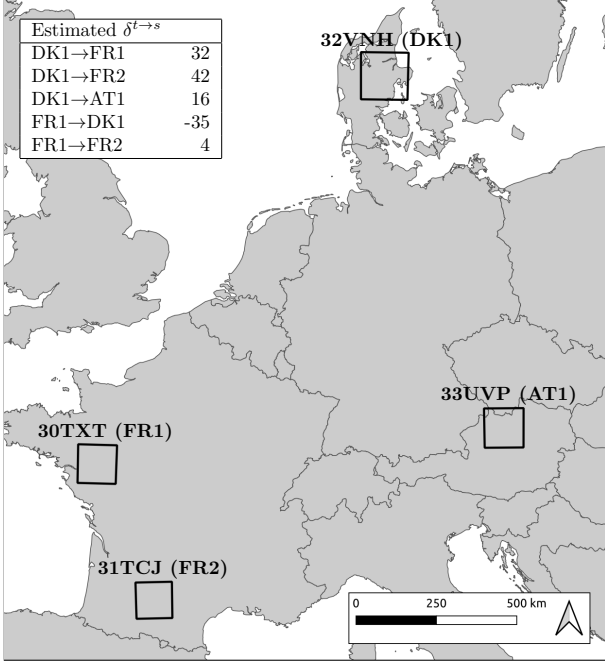 Estimated δ^{t→s}
DK1→FR1 32
DK1→FR2 42
DK1→AT1 16
FR1→DK1 -35
FR1→FR2 4
32VNH (DK1)
33UVP (AT1)
30TXT (FR1)
31TCJ (FR2)
0 250 500 km